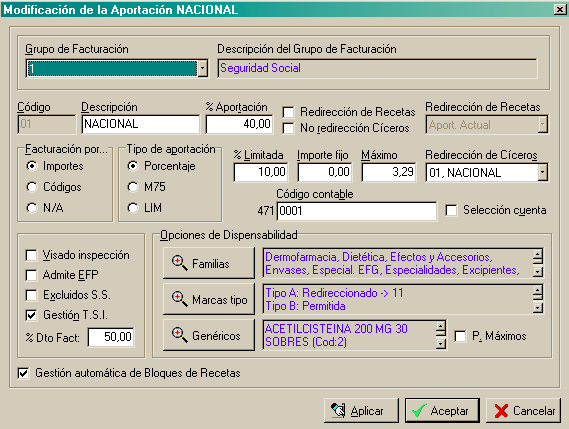 Modificación de la Aportación NACIONAL
Grupo de Facturación
Descripción del Grupo de Facturación
1
Seguridad Social
Código
Descripción
% Aportación
Redirección de Recetas
Redirección de Recetas
01
NACIONAL
40,00
No redirección Cíceros
Aport. Actual
Facturación por...
Tipo de aportación
Importes
Porcentaje
Códigos
M75
N/A
LIM
% Limitada
Importe fijo
Máximo
Redirección de Cíceros
10,00
0,00
3,29
01, NACIONAL
Código contable
471
0001
Selección cuenta
Visado inspección
Admite EFP
Excluidos S.S.
Gestión T.S.I.
% Dto Fact:
50,00
Opciones de Dispensabilidad
Familias
Dermofarmacia, Dietética, Efectos y Accesorios,
Envases, Especial. EFG, Especialidades, Excipientes,
Marcas tipo
Tipo A: Redireccionado -> 11
Tipo B: Permitida
Genéricos
ACETILCISTEINA 200 MG 30
SOBRES (Cod:2)
P. Máximos
Gestión automática de Bloques de Recetas
Aplicar
Aceptar
Cancelar